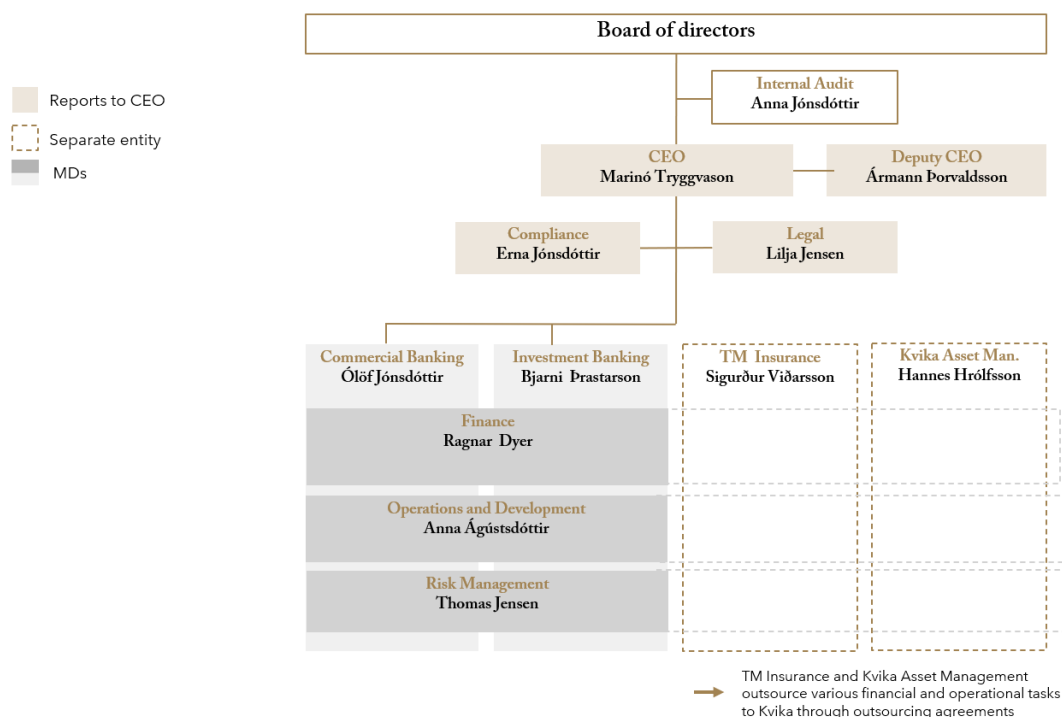 Board of directors
Internal Audit
Anna Jónsdóttir
Reports to CEO
Separate entity
MDs
CEO
Marinó Tryggvason
Deputy CEO
Ármann Þorvaldsson
Compliance
Erna Jónsdóttir
Legal
Lilja Jensen
Commercial Banking
Ólöf Jónsdóttir
Investment Banking
Bjarni Þrastarson
TM Insurance
Sigurður Viðarsson
Kvika Asset Man.
Hannes Hrólfsson
Finance
Ragnar Dyer
Operations and Development
Anna Ágústsdóttir
Risk Management
Thomas Jensen
TM Insurance and Kvika Asset Management
outsource various financial and operational tasks
to Kvika through outsourcing agreements